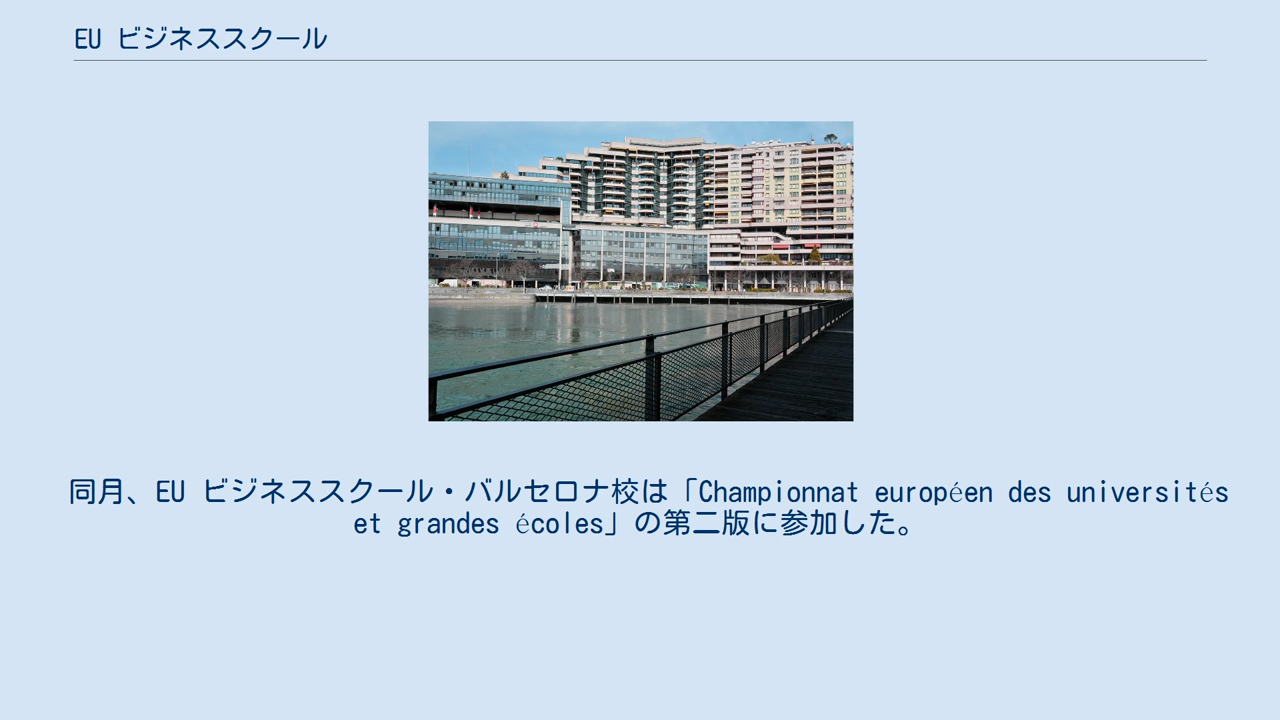 EU ビジネススクール
同月、EU ビジネススクール・バルセロナ校は「Championnat européen des universités
et grandes écoles」の第二版に参加した。